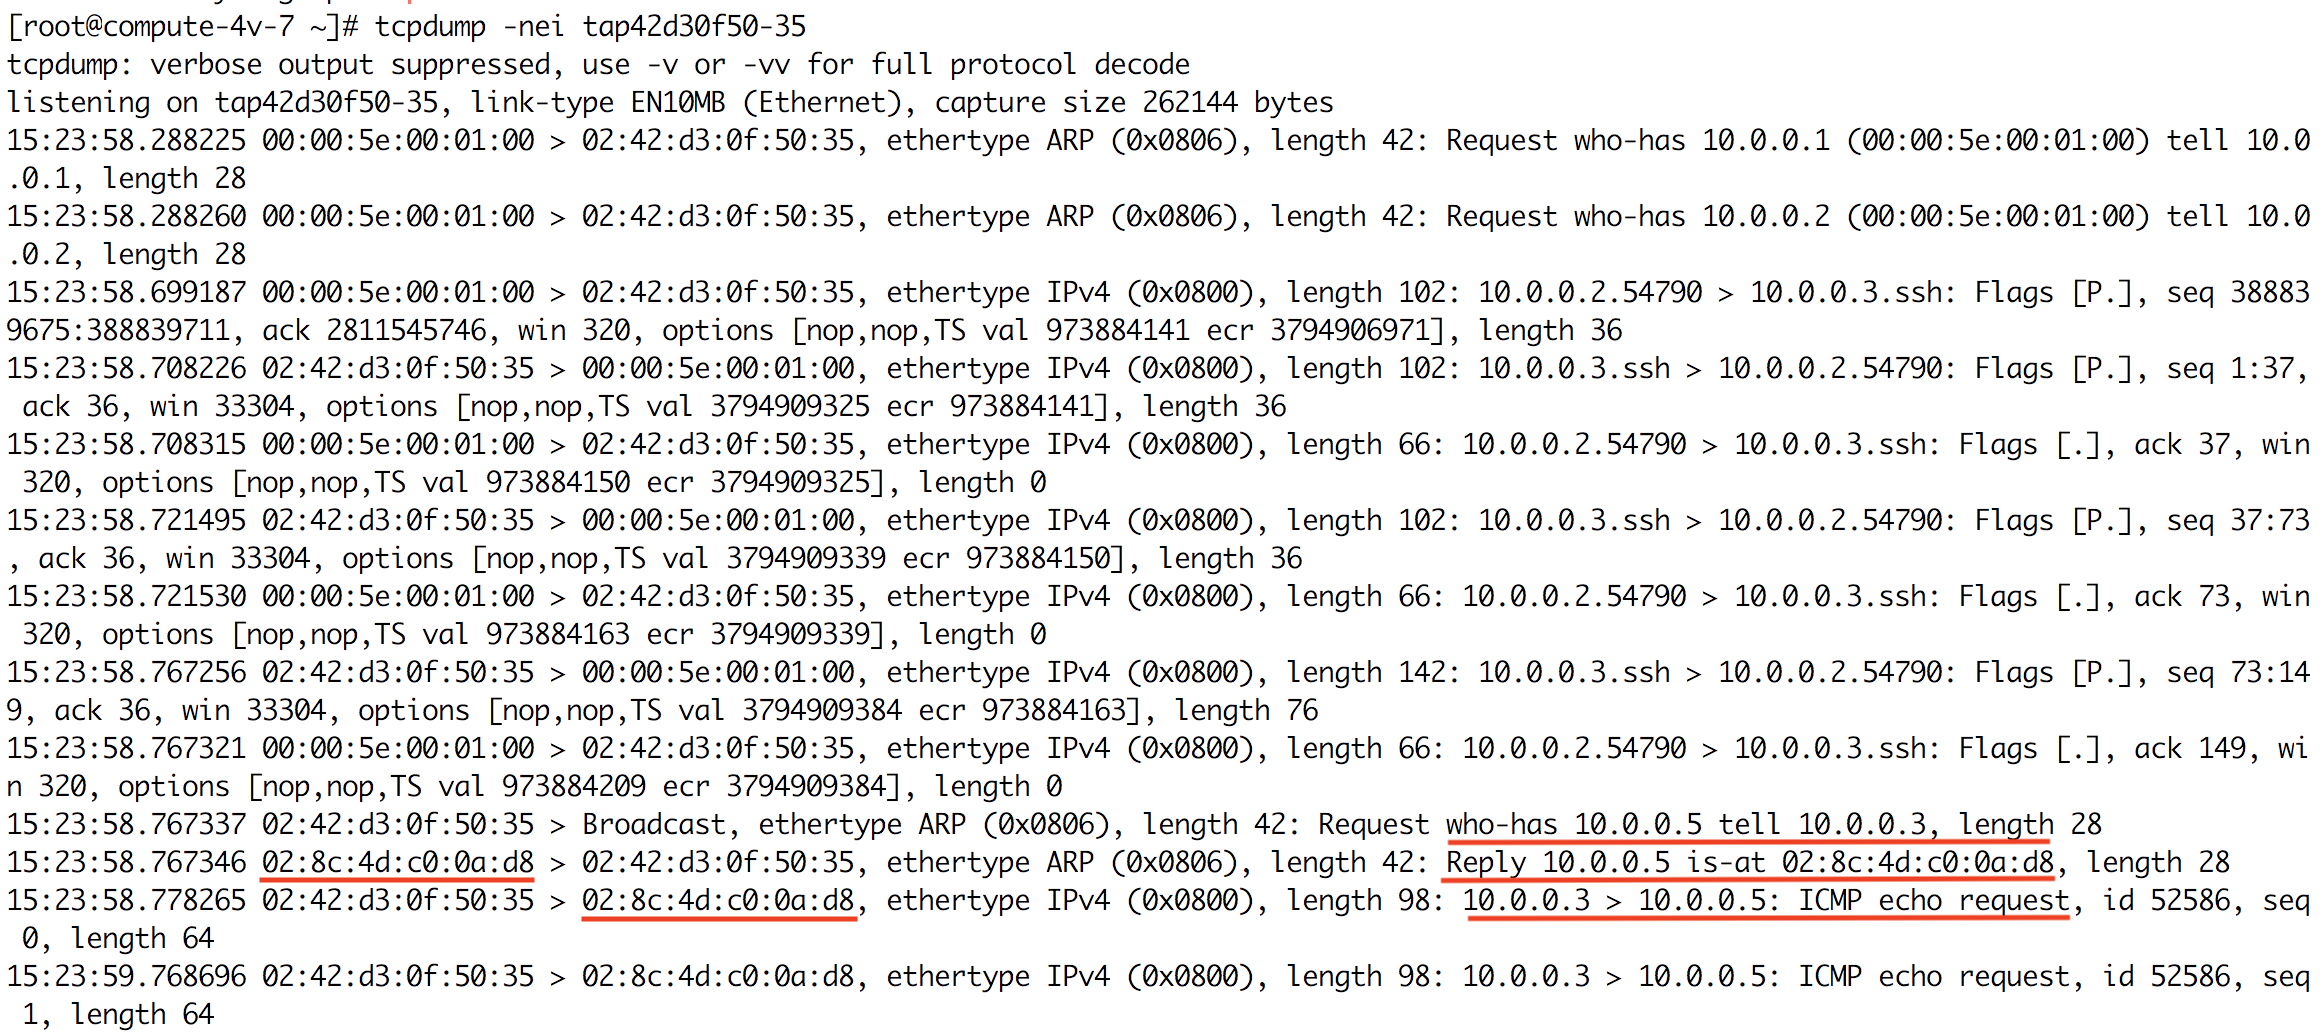 [root@compute-4v-7 ~]# tcpdump -nei tap42d30f50-35
tcpdump: verbose output suppressed, use -v or -vv for full protocol decode
listening on tap42d30f50-35, link-type EN10MB (Ethernet), capture size 262144 bytes
15:23:58.288225 00:00:5e:00:01:00 > 02:42:d3:0f:50:35, ethertype ARP (0x0806), length 42: Request who-has 10.0.0.1 (00:00:5e:00:01:00) tell 10.0
.0.1, length 28
15:23:58.288260 00:00:5e:00:01:00 > 02:42:d3:0f:50:35, ethertype ARP (0x0806), length 42: Request who-has 10.0.0.2 (00:00:5e:00:01:00) tell 10.0
.0.2, length 28
15:23:58.699187 00:00:5e:00:01:00 > 02:42:d3:0f:50:35, ethertype IPv4 (0x0800), length 102: 10.0.0.2.54790 > 10.0.0.3.ssh: Flags [P.], seq 38883
9675:388839711, ack 2811545746, win 320, options [nop,nop,TS val 973884141 ecr 3794906971], length 36
15:23:58.708226 02:42:d3:0f:50:35 > 00:00:5e:00:01:00, ethertype IPv4 (0x0800), length 102: 10.0.0.3.ssh > 10.0.0.2.54790: Flags [P.], seq 1:37,
 ack 36, win 33304, options [nop,nop,TS val 3794909325 ecr 973884141], length 36
15:23:58.708315 00:00:5e:00:01:00 > 02:42:d3:0f:50:35, ethertype IPv4 (0x0800), length 66: 10.0.0.2.54790 > 10.0.0.3.ssh: Flags [.], ack 37, win
 320, options [nop,nop,TS val 973884150 ecr 3794909325], length 0
15:23:58.721495 02:42:d3:0f:50:35 > 00:00:5e:00:01:00, ethertype IPv4 (0x0800), length 102: 10.0.0.3.ssh > 10.0.0.2.54790: Flags [P.], seq 37:73
, ack 36, win 33304, options [nop,nop,TS val 3794909339 ecr 973884150], length 36
15:23:58.721530 00:00:5e:00:01:00 > 02:42:d3:0f:50:35, ethertype IPv4 (0x0800), length 66: 10.0.0.2.54790 > 10.0.0.3.ssh: Flags [.], ack 73, win
 320, options [nop,nop,TS val 973884163 ecr 3794909339], length 0
15:23:58.767256 02:42:d3:0f:50:35 > 00:00:5e:00:01:00, ethertype IPv4 (0x0800), length 142: 10.0.0.3.ssh > 10.0.0.2.54790: Flags [P.], seq 73:14
9, ack 36, win 33304, options [nop,nop,TS val 3794909384 ecr 973884163], length 76
15:23:58.767321 00:00:5e:00:01:00 > 02:42:d3:0f:50:35, ethertype IPv4 (0x0800), length 66: 10.0.0.2.54790 > 10.0.0.3.ssh: Flags [.], ack 149, wi
n 320, options [nop,nop,TS val 973884209 ecr 3794909384], length 0
15:23:58.767337 02:42:d3:0f:50:35 > Broadcast, ethertype ARP (0x0806), length 42: Request who-has 10.0.0.5 tell 10.0.0.3, length 28
15:23:58.767346 02:8c:4d:c0:0a:d8 > 02:42:d3:0f:50:35, ethertype ARP (0x0806), length 42: Reply 10.0.0.5 is-at 02:8c:4d:c0:0a:d8, length 28
15:23:58.778265 02:42:d3:0f:50:35 > 02:8c:4d:c0:0a:d8, ethertype IPv4 (0x0800), length 98: 10.0.0.3 > 10.0.0.5: ICMP echo request, id 52586, seq
 0, length 64
15:23:59.768696 02:42:d3:0f:50:35 > 02:8c:4d:c0:0a:d8, ethertype IPv4 (0x0800), length 98: 10.0.0.3 > 10.0.0.5: ICMP echo request, id 52586, seq
 1, length 64